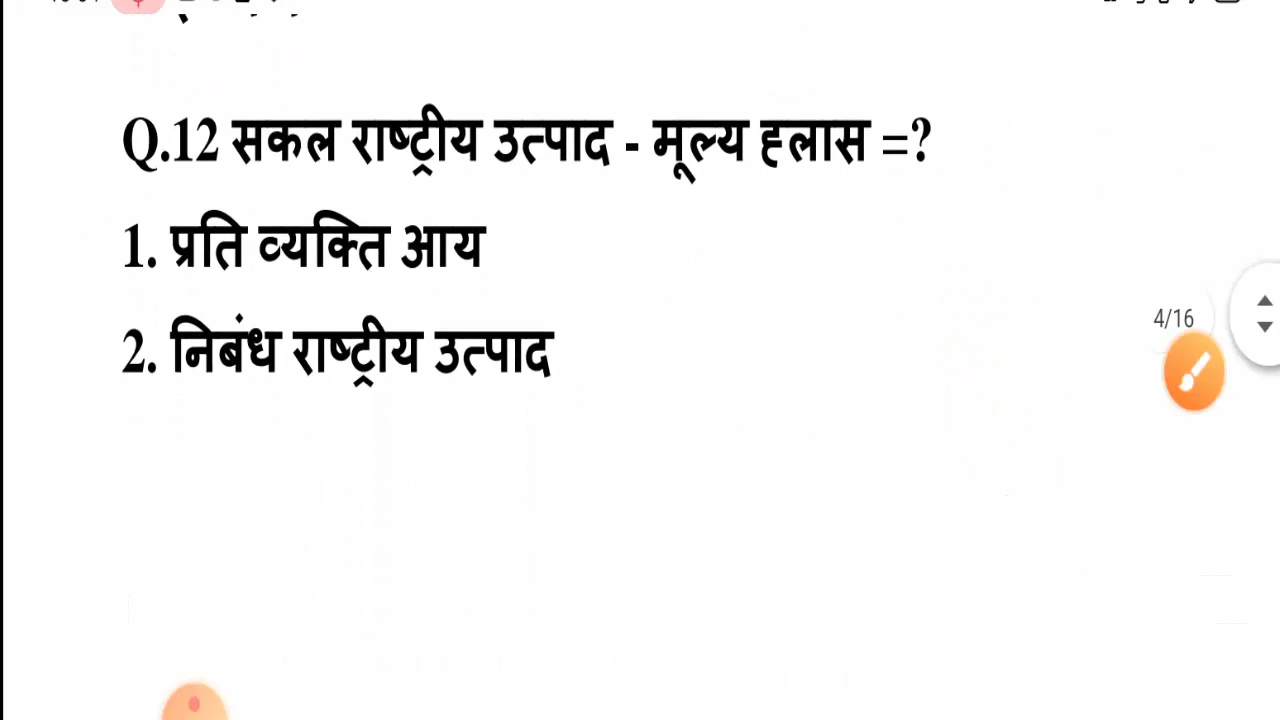 Q.12 सकल राष्ट्रीय उत्पाद - मूल्य ह्लास =?
1. प्रति व्यक्ति आय
2. निबंध राष्ट्रीय उत्पाद
4/16